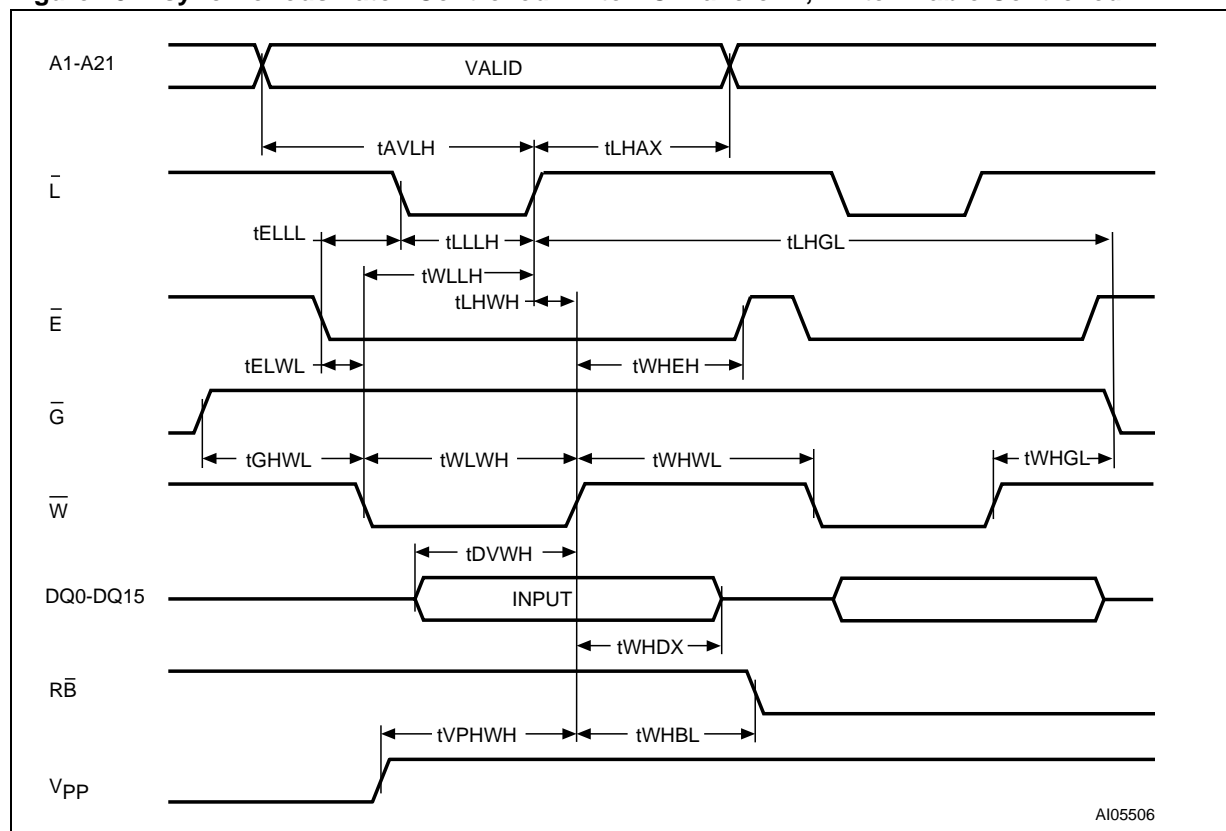 A1-A21
VALID
tAVLH
tLHAX
L̅
tELLL
tLLLH
tLHGL
tWLLH
tLHWH
E̅
tELWL
tWHEH
G̅
tGHWL
tWLWH
tWHWL
tWHGL
W̅
tDVWH
DQ0-DQ15
INPUT
tWHDX
RB̅
tVPHWH
tWHBL
VPP
AI05506